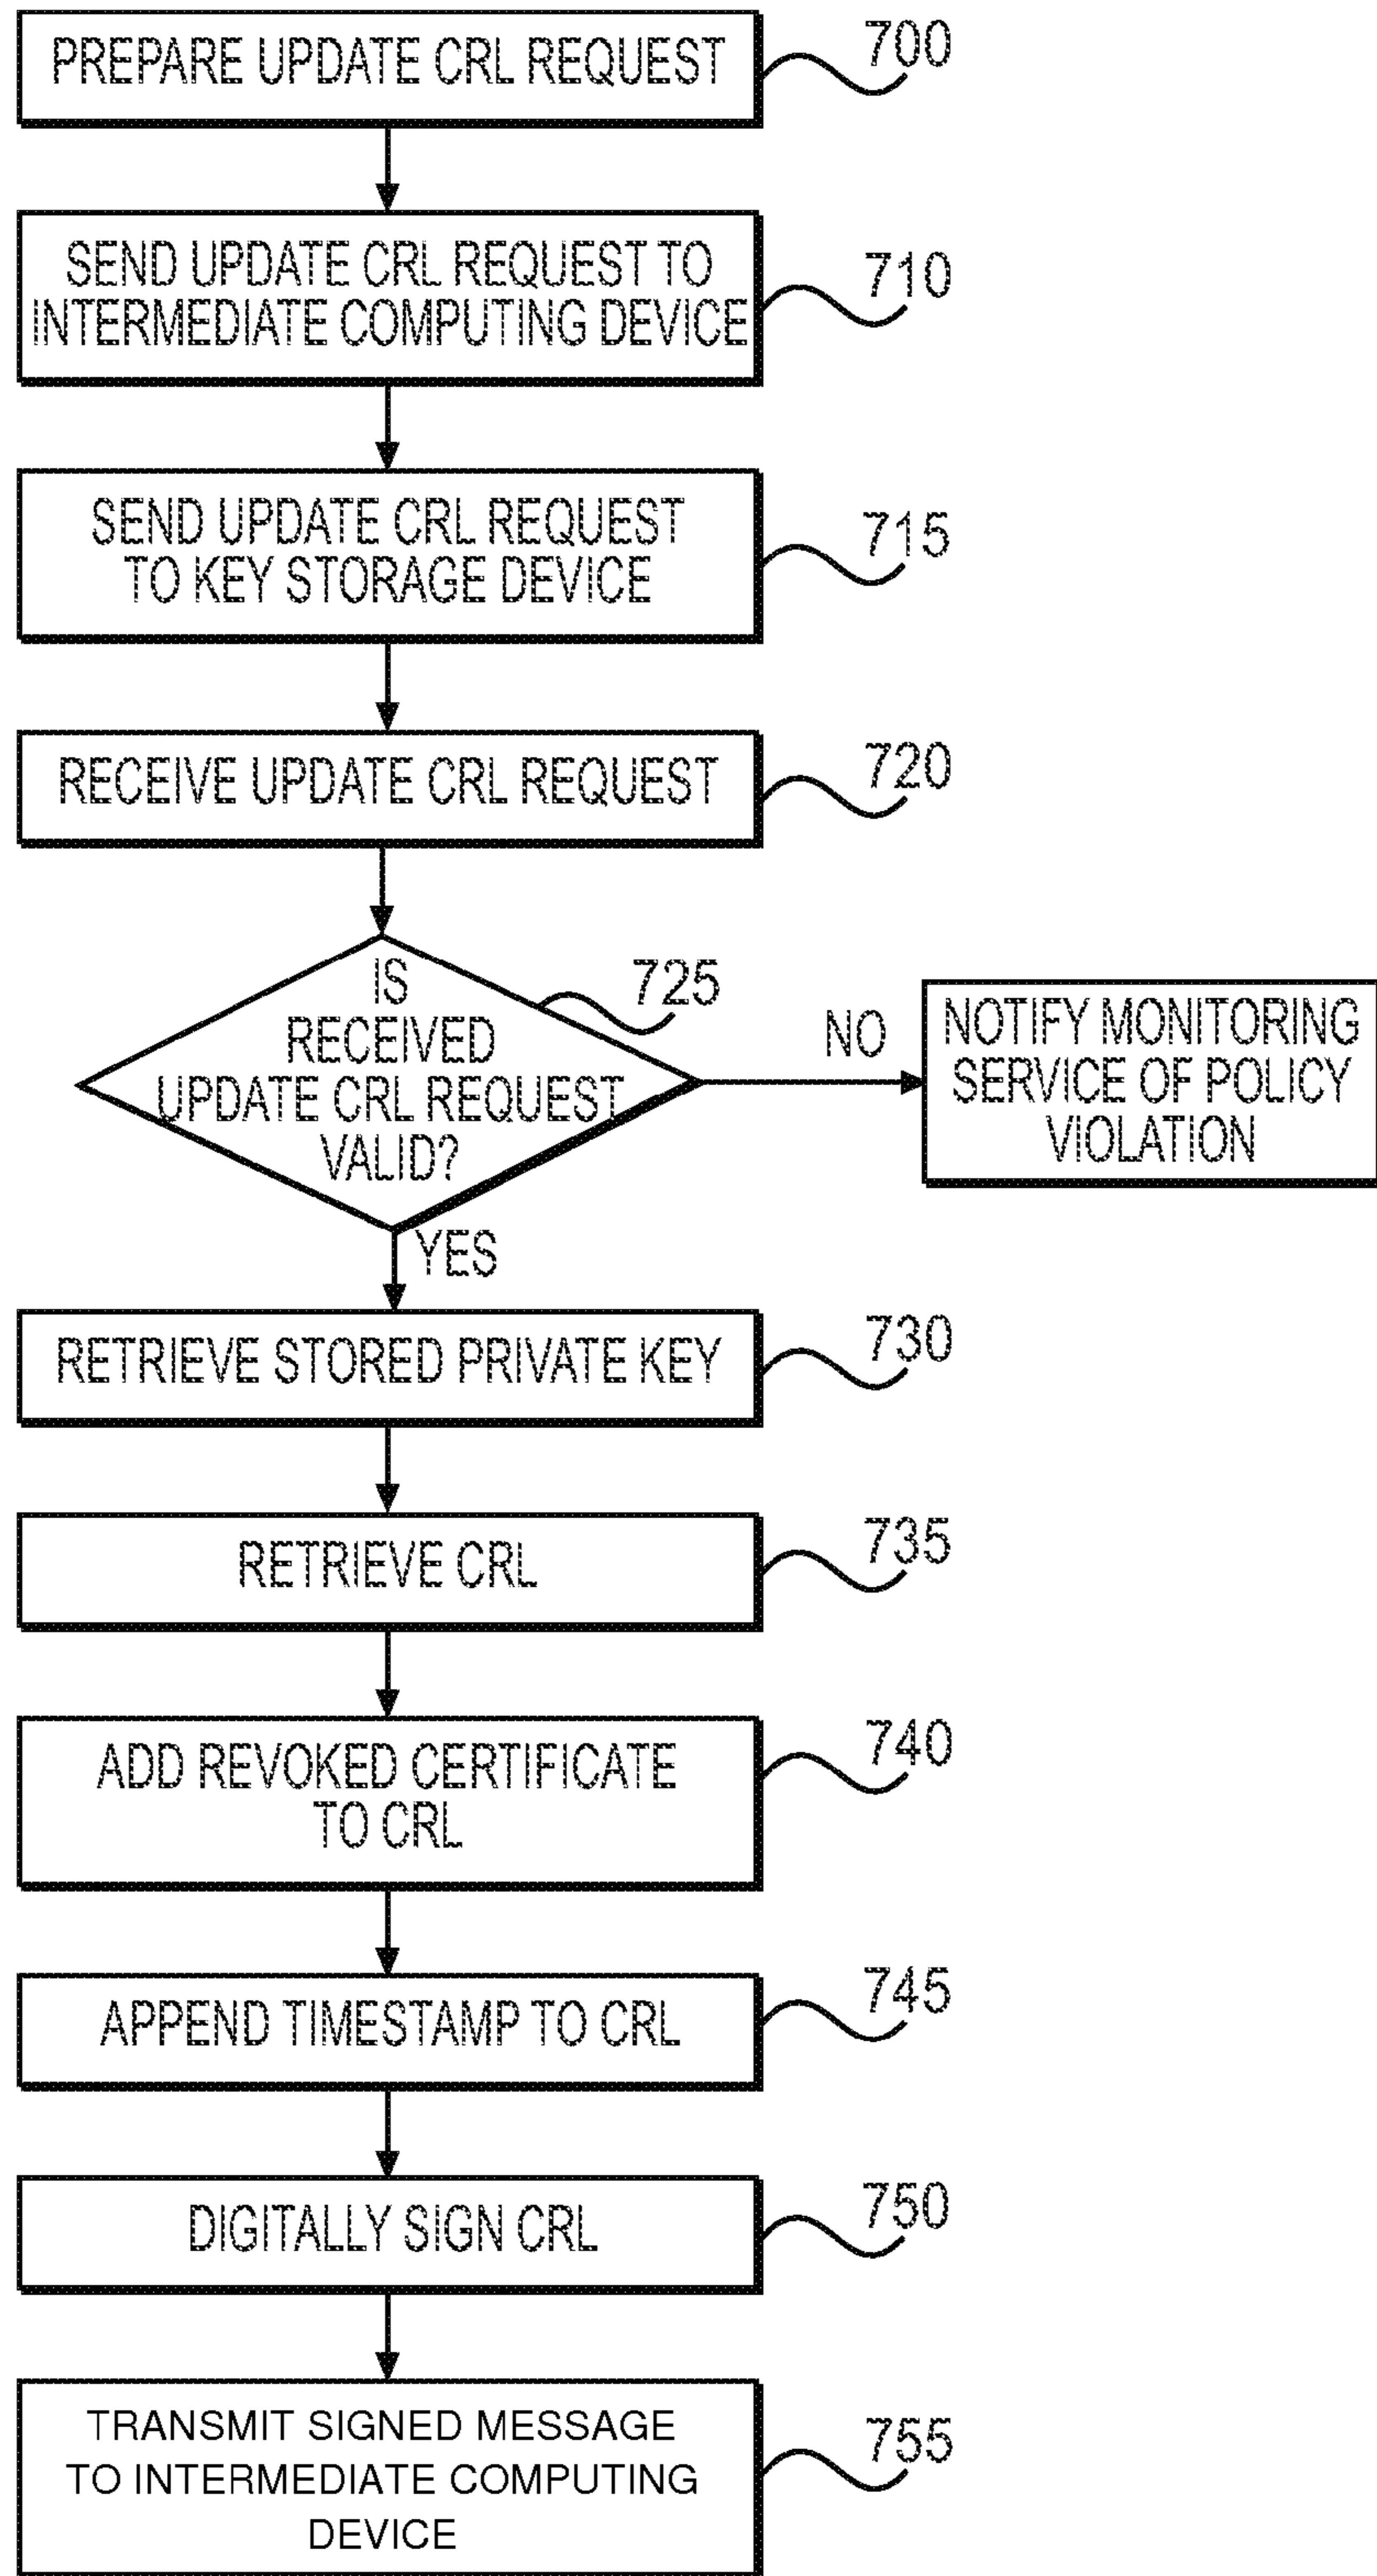 PREPARE UPDATE CRL REQUEST
700
SEND UPDATE CRL REQUEST TO
INTERMEDIATE COMPUTING DEVICE
710
SEND UPDATE CRL REQUEST
TO KEY STORAGE DEVICE
715
RECEIVE UPDATE CRL REQUEST
720
IS
RECEIVED
UPDATE CRL REQUEST
VALID?
725
NO
NOTIFY MONITORING
SERVICE OF POLICY
VIOLATION
YES
RETRIEVE STORED PRIVATE KEY
730
RETRIEVE CRL
735
ADD REVOKED CERTIFICATE
TO CRL
740
APPEND TIMESTAMP TO CRL
745
DIGITALLY SIGN CRL
750
TRANSMIT SIGNED MESSAGE
TO INTERMEDIATE COMPUTING
DEVICE
755